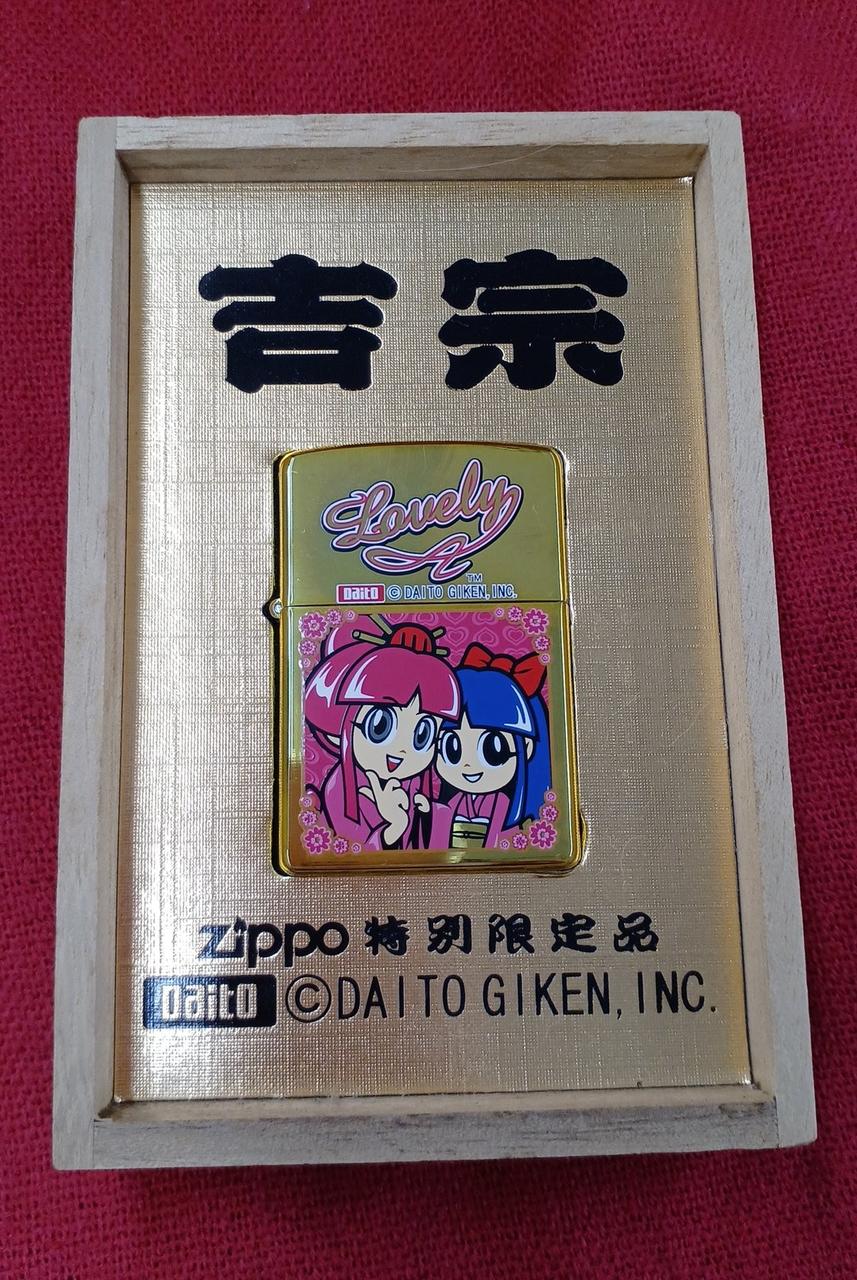 吉宗
Lovely
TM
Daito ©DAITO GIKEN, INC.
zippo 特別限定品
Daito ©DAITO GIKEN, INC.